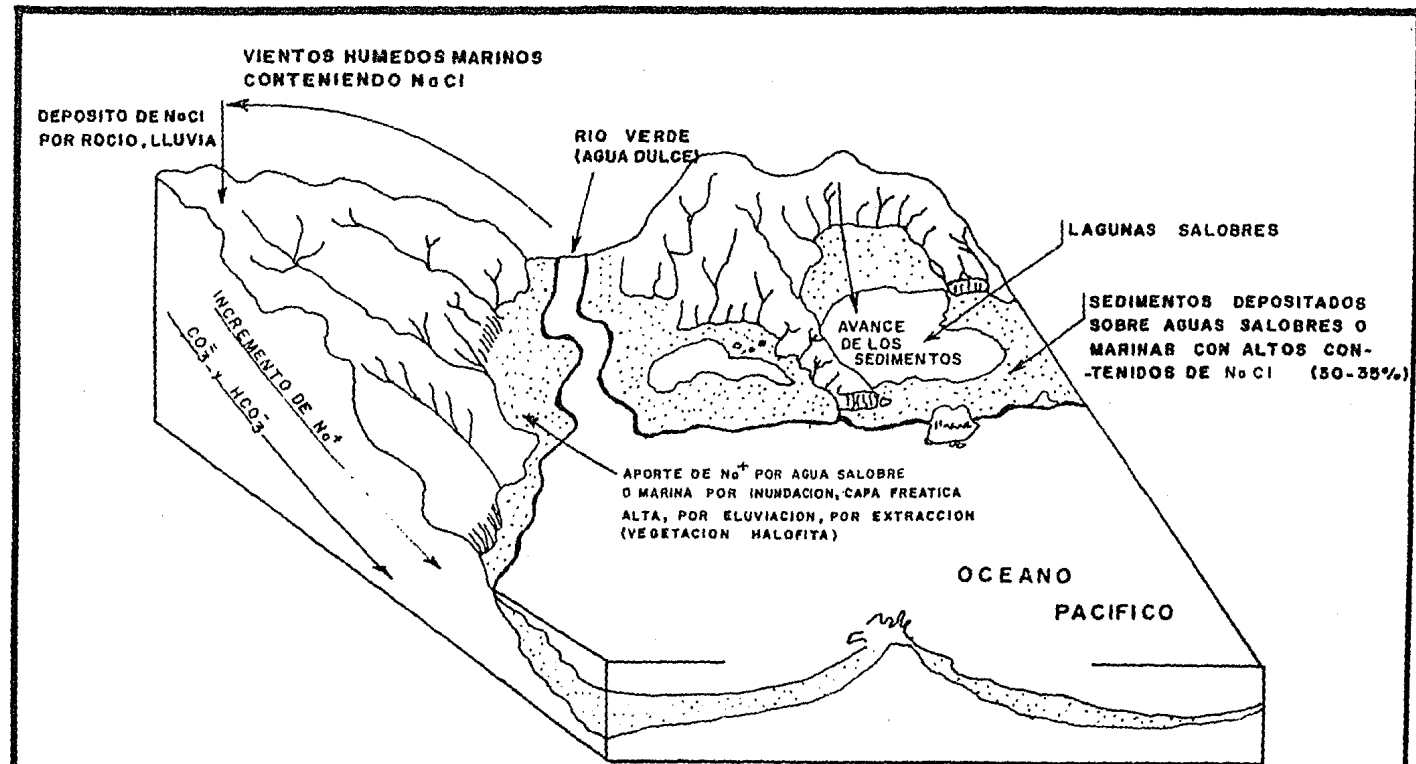 VIENTOS HUMEDOS MARINOS
CONTENIENDO NaCl
DEPOSITO DE NaCl
POR ROCIO, LLUVIA
RIO VERDE
(AGUA DULCE)
LAGUNAS SALOBRES
SEDIMENTOS DEPOSITADOS
SOBRE AGUAS SALOBRES O
MARINAS CON ALTOS CON-
-TENIDOS DE NaCl (30-35%)
AVANCE
DE LOS
SEDIMENTOS
INCREMENTO DE Na+
CO3= Y HCO3-
APORTE DE Na+ POR AGUA SALOBRE
O MARINA POR INUNDACION, CAPA FREATICA
ALTA, POR ELUVIACION, POR EXTRACCION
(VEGETACION HALOFITA)
OCEANO
PACIFICO